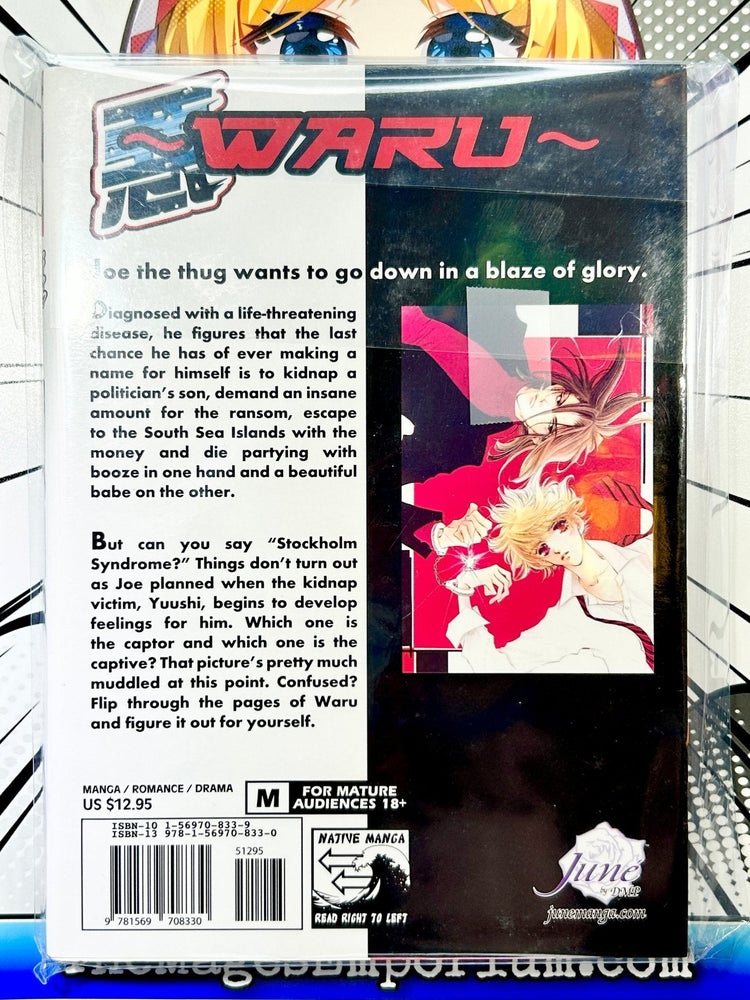 悪
~WARU~
Joe the thug wants to go down in a blaze of glory.
Diagnosed with a life-threatening
disease, he figures that the last
chance he has of ever making a
name for himself is to kidnap a
politician's son, demand an insane
amount for the ransom, escape
to the South Sea Islands with the
money and die partying with
booze in one hand and a beautiful
babe on the other.
But can you say “Stockholm
Syndrome?” Things don't turn out
as Joe planned when the kidnap
victim, Yuushi, begins to develop
feelings for him. Which one is
the captor and which one is the
captive? That picture's pretty much
muddled at this point. Confused?
Flip through the pages of Waru
and figure it out for yourself.
MANGA / ROMANCE / DRAMA
US $12.95
M
FOR MATURE
AUDIENCES 18+
ISBN-10 1-56970-833-9
ISBN-13 978-1-56970-833-0
51295
9 781569 708330
NATIVE MANGA
READ RIGHT TO LEFT
June
by DMP
junemanga.com
TheMagesEmporium.com